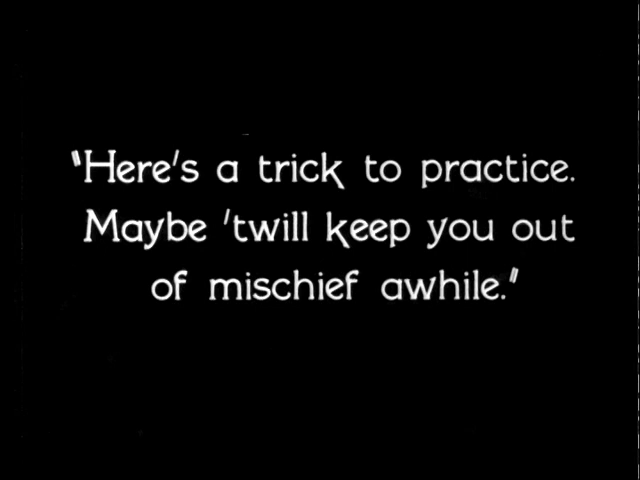 "Here's a trick to practice.
Maybe 'twill keep you out
of mischief awhile."